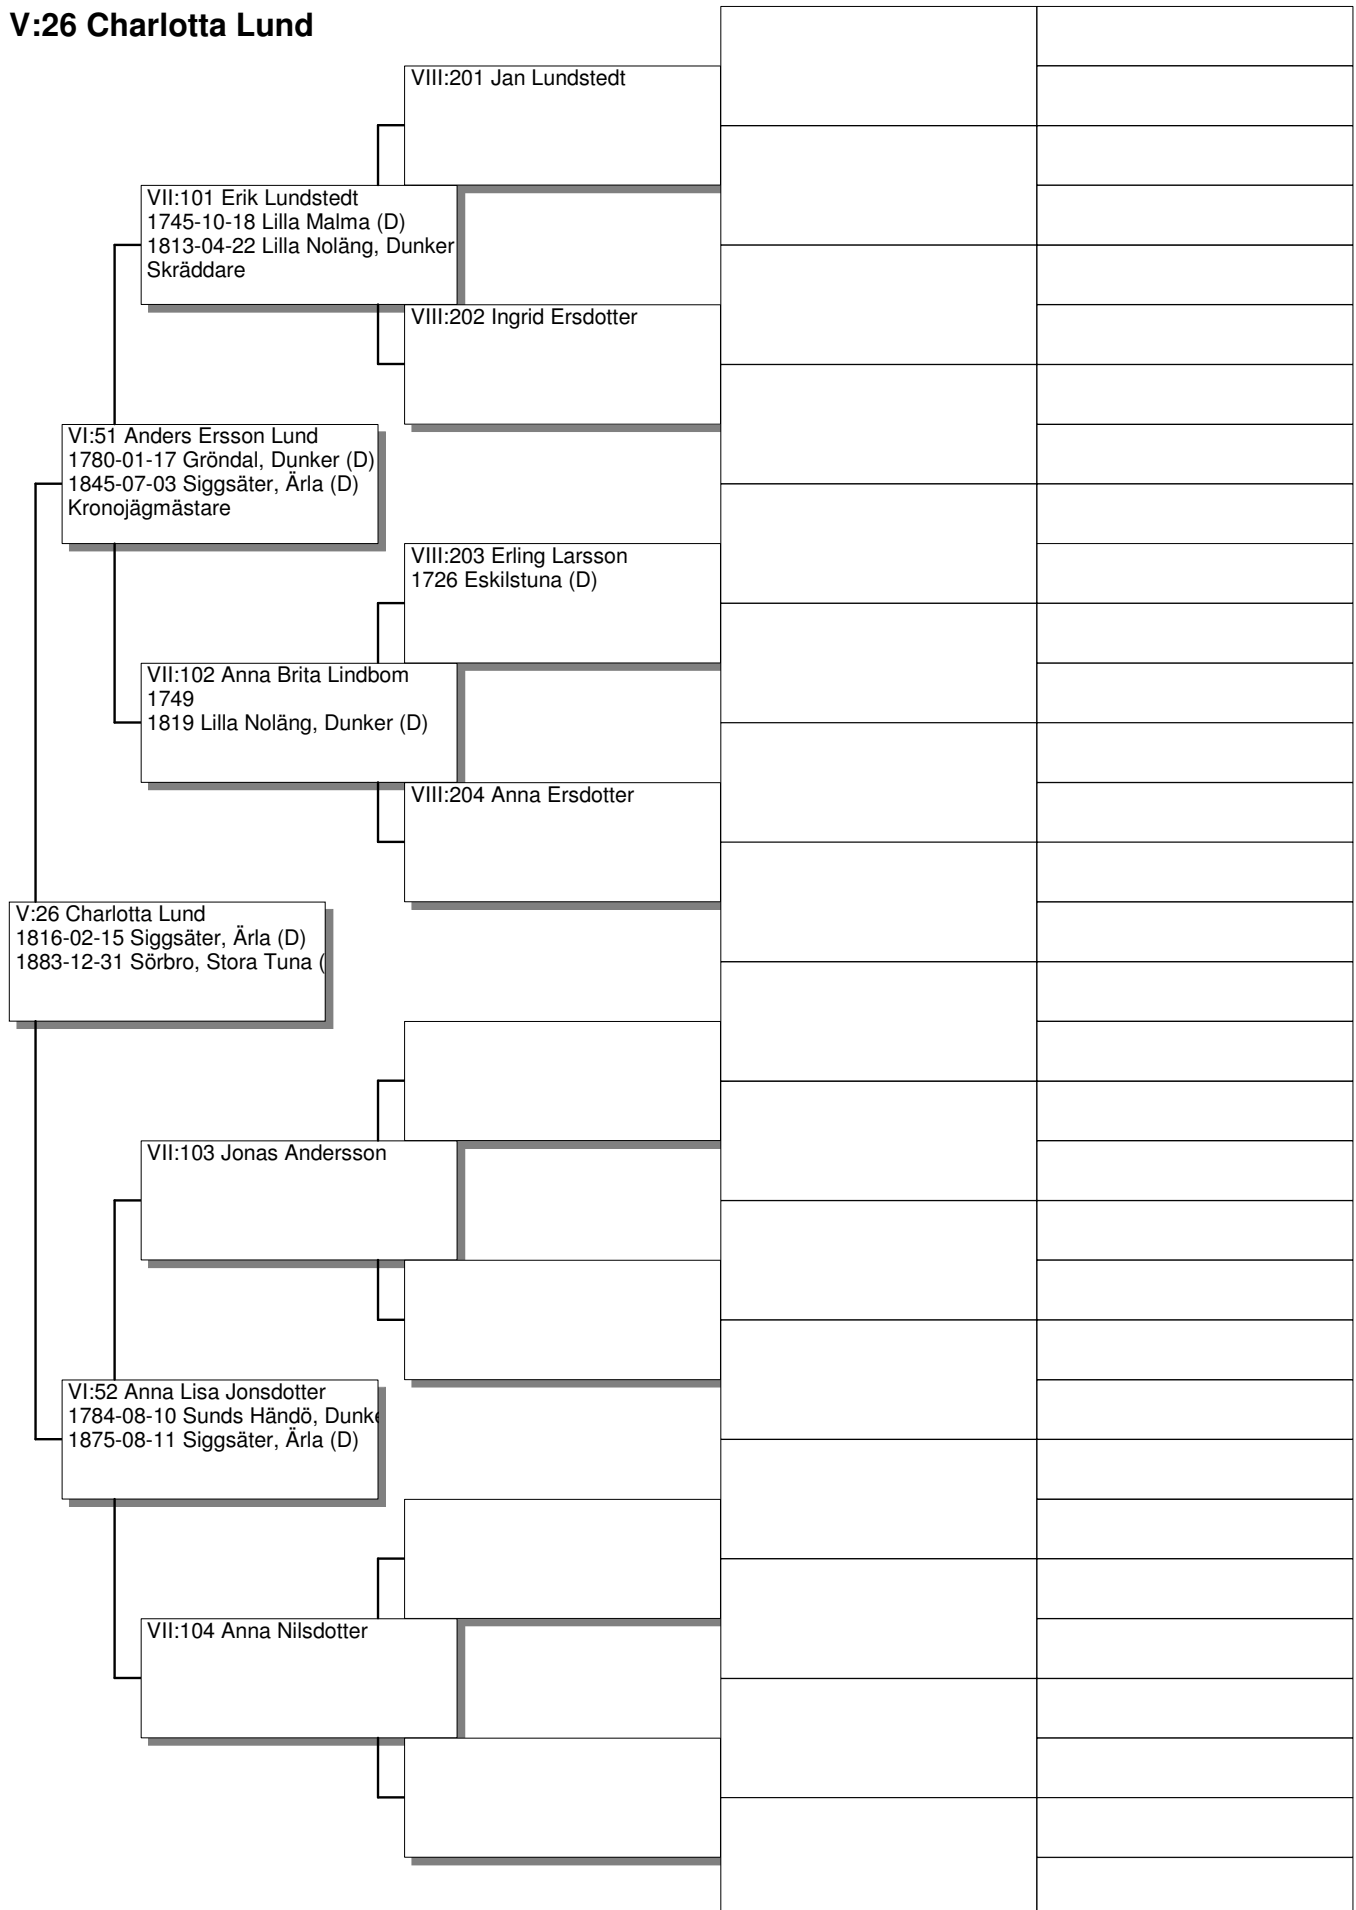 V:26 Charlotta Lund
VIII:201 Jan Lundstedt
VII:101 Erik Lundstedt
1745-10-18 Lilla Malma (D)
1813-04-22 Lilla Noläng, Dunker
Skräddare
VIII:202 Ingrid Ersdotter
VI:51 Anders Ersson Lund
1780-01-17 Gröndal, Dunker (D)
1845-07-03 Siggsäter, Ärla (D)
Kronojägmästare
VIII:203 Erling Larsson
1726 Eskilstuna (D)
VII:102 Anna Brita Lindbom
1749
1819 Lilla Noläng, Dunker (D)
VIII:204 Anna Ersdotter
V:26 Charlotta Lund
1816-02-15 Siggsäter, Ärla (D)
1883-12-31 Sörbro, Stora Tuna (
VII:103 Jonas Andersson
VI:52 Anna Lisa Jonsdotter
1784-08-10 Sunds Händö, Dunke
1875-08-11 Siggsäter, Ärla (D)
VII:104 Anna Nilsdotter